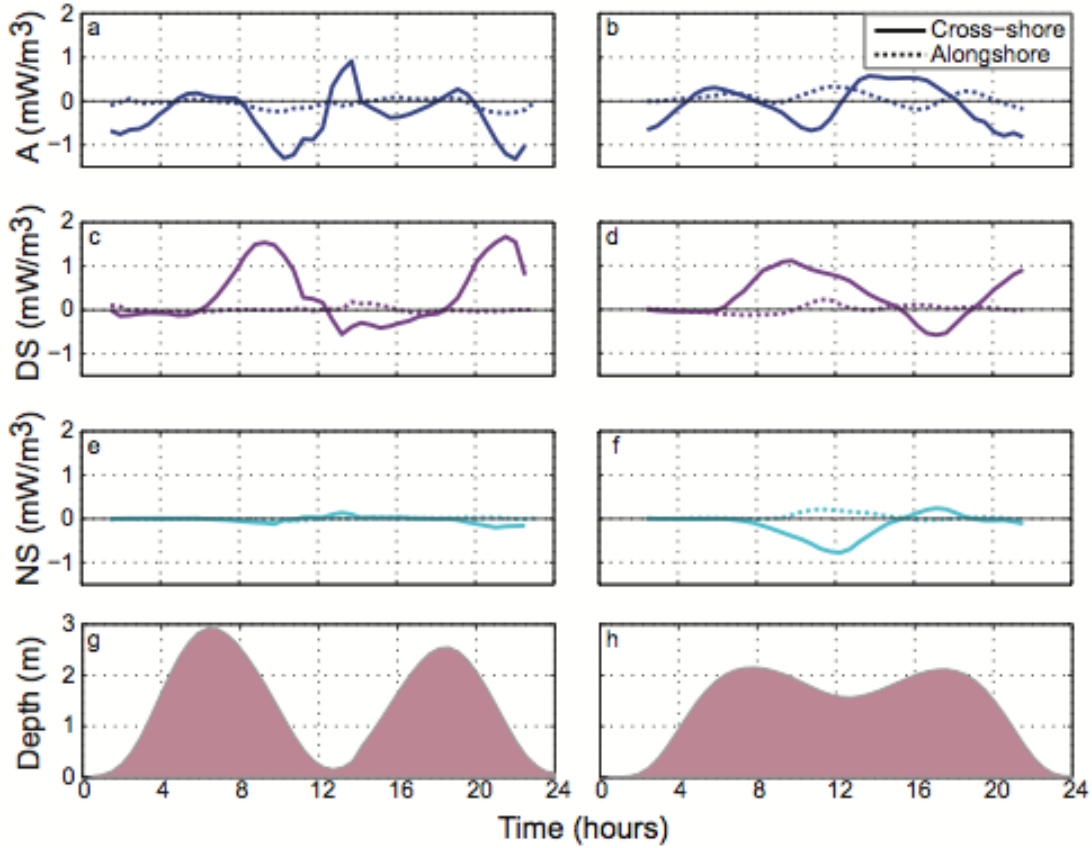 2
1
0
−1
A (mW/m3)
a
b
Cross−shore
Alongshore
2
1
0
−1
DS (mW/m3)
c
d
2
1
0
−1
NS (mW/m3)
e
f
3
2
1
0
Depth (m)
g
h
0 4 8 12 16 20 24
0 4 8 12 16 20 24
Time (hours)